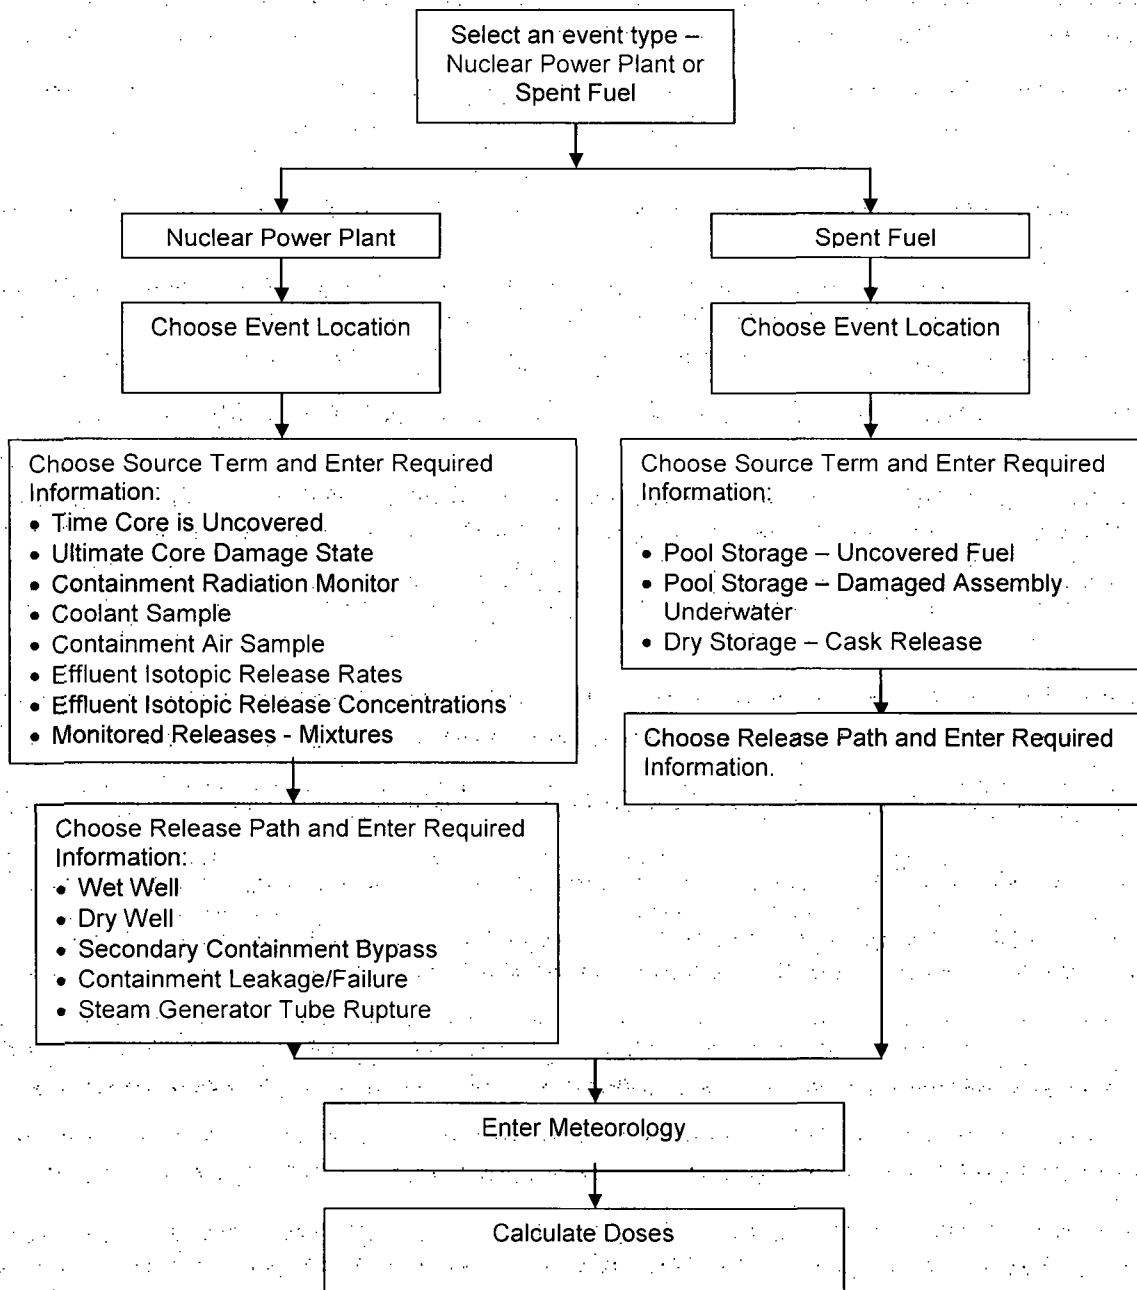 Select an event type –
Nuclear Power Plant or
Spent Fuel
Nuclear Power Plant
Spent Fuel
Choose Event Location
Choose Event Location
Choose Source Term and Enter Required
Information:
• Time Core is Uncovered
• Ultimate Core Damage State
• Containment Radiation Monitor
• Coolant Sample
• Containment Air Sample
• Effluent Isotopic Release Rates
• Effluent Isotopic Release Concentrations
• Monitored Releases - Mixtures
Choose Source Term and Enter Required
Information:
• Pool Storage – Uncovered Fuel
• Pool Storage – Damaged Assembly
Underwater
• Dry Storage – Cask Release
Choose Release Path and Enter Required
Information.
Choose Release Path and Enter Required
Information:
• Wet Well
• Dry Well
• Secondary Containment Bypass
• Containment Leakage/Failure
• Steam Generator Tube Rupture
Enter Meteorology
Calculate Doses